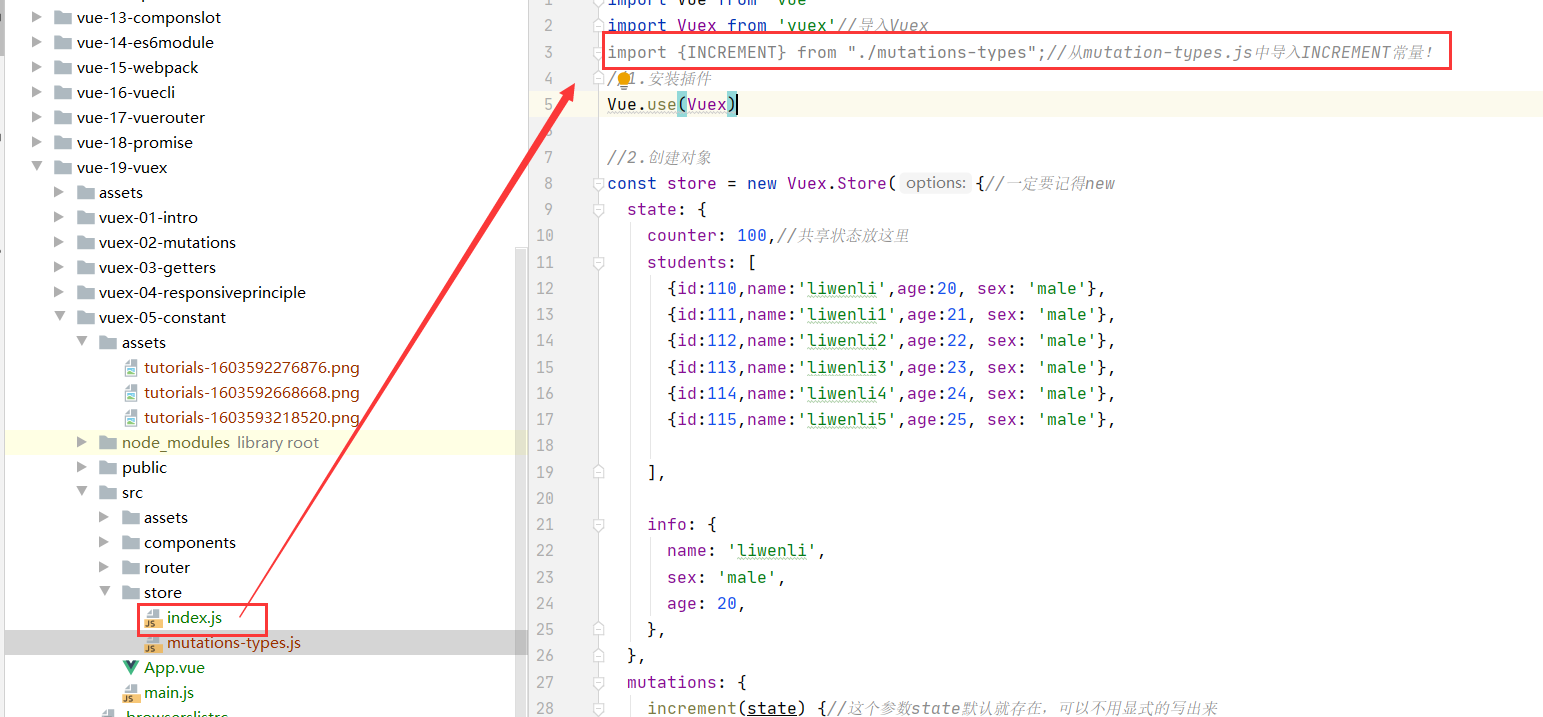 vue-13-componslot
vue-14-es6module
vue-15-webpack
vue-16-vuecli
vue-17-vuerouter
vue-18-promise
vue-19-vuex
assets
vuex-01-intro
vuex-02-mutations
vuex-03-getters
vuex-04-responsiveprinciple
vuex-05-constant
assets
tutorials-1603592276876.png
tutorials-1603592668668.png
tutorials-1603593218520.png
node_modules library root
public
src
assets
components
router
store
index.js
mutations-types.js
App.vue
main.js
.browserslistrc
1 import Vue from 'vue'
2 import Vuex from 'vuex'//导入Vuex
3 import {INCREMENT} from "./mutations-types";//从mutation-types.js中导入INCREMENT常量!
4 //1.安装插件
5 Vue.use(Vuex)
6
7 //2.创建对象
8 const store = new Vuex.Store( options: {//一定要记得new
9 state: {
10 counter: 100,//共享状态放这里
11 students: [
12 {id:110,name:'liwenli',age:20, sex: 'male'},
13 {id:111,name:'liwenli1',age:21, sex: 'male'},
14 {id:112,name:'liwenli2',age:22, sex: 'male'},
15 {id:113,name:'liwenli3',age:23, sex: 'male'},
16 {id:114,name:'liwenli4',age:24, sex: 'male'},
17 {id:115,name:'liwenli5',age:25, sex: 'male'},
18
19 ],
20
21 info: {
22 name: 'liwenli',
23 sex: 'male',
24 age: 20,
25 },
26 },
27 mutations: {
28 increment(state) {//这个参数state默认就存在，可以不用显式的写出来